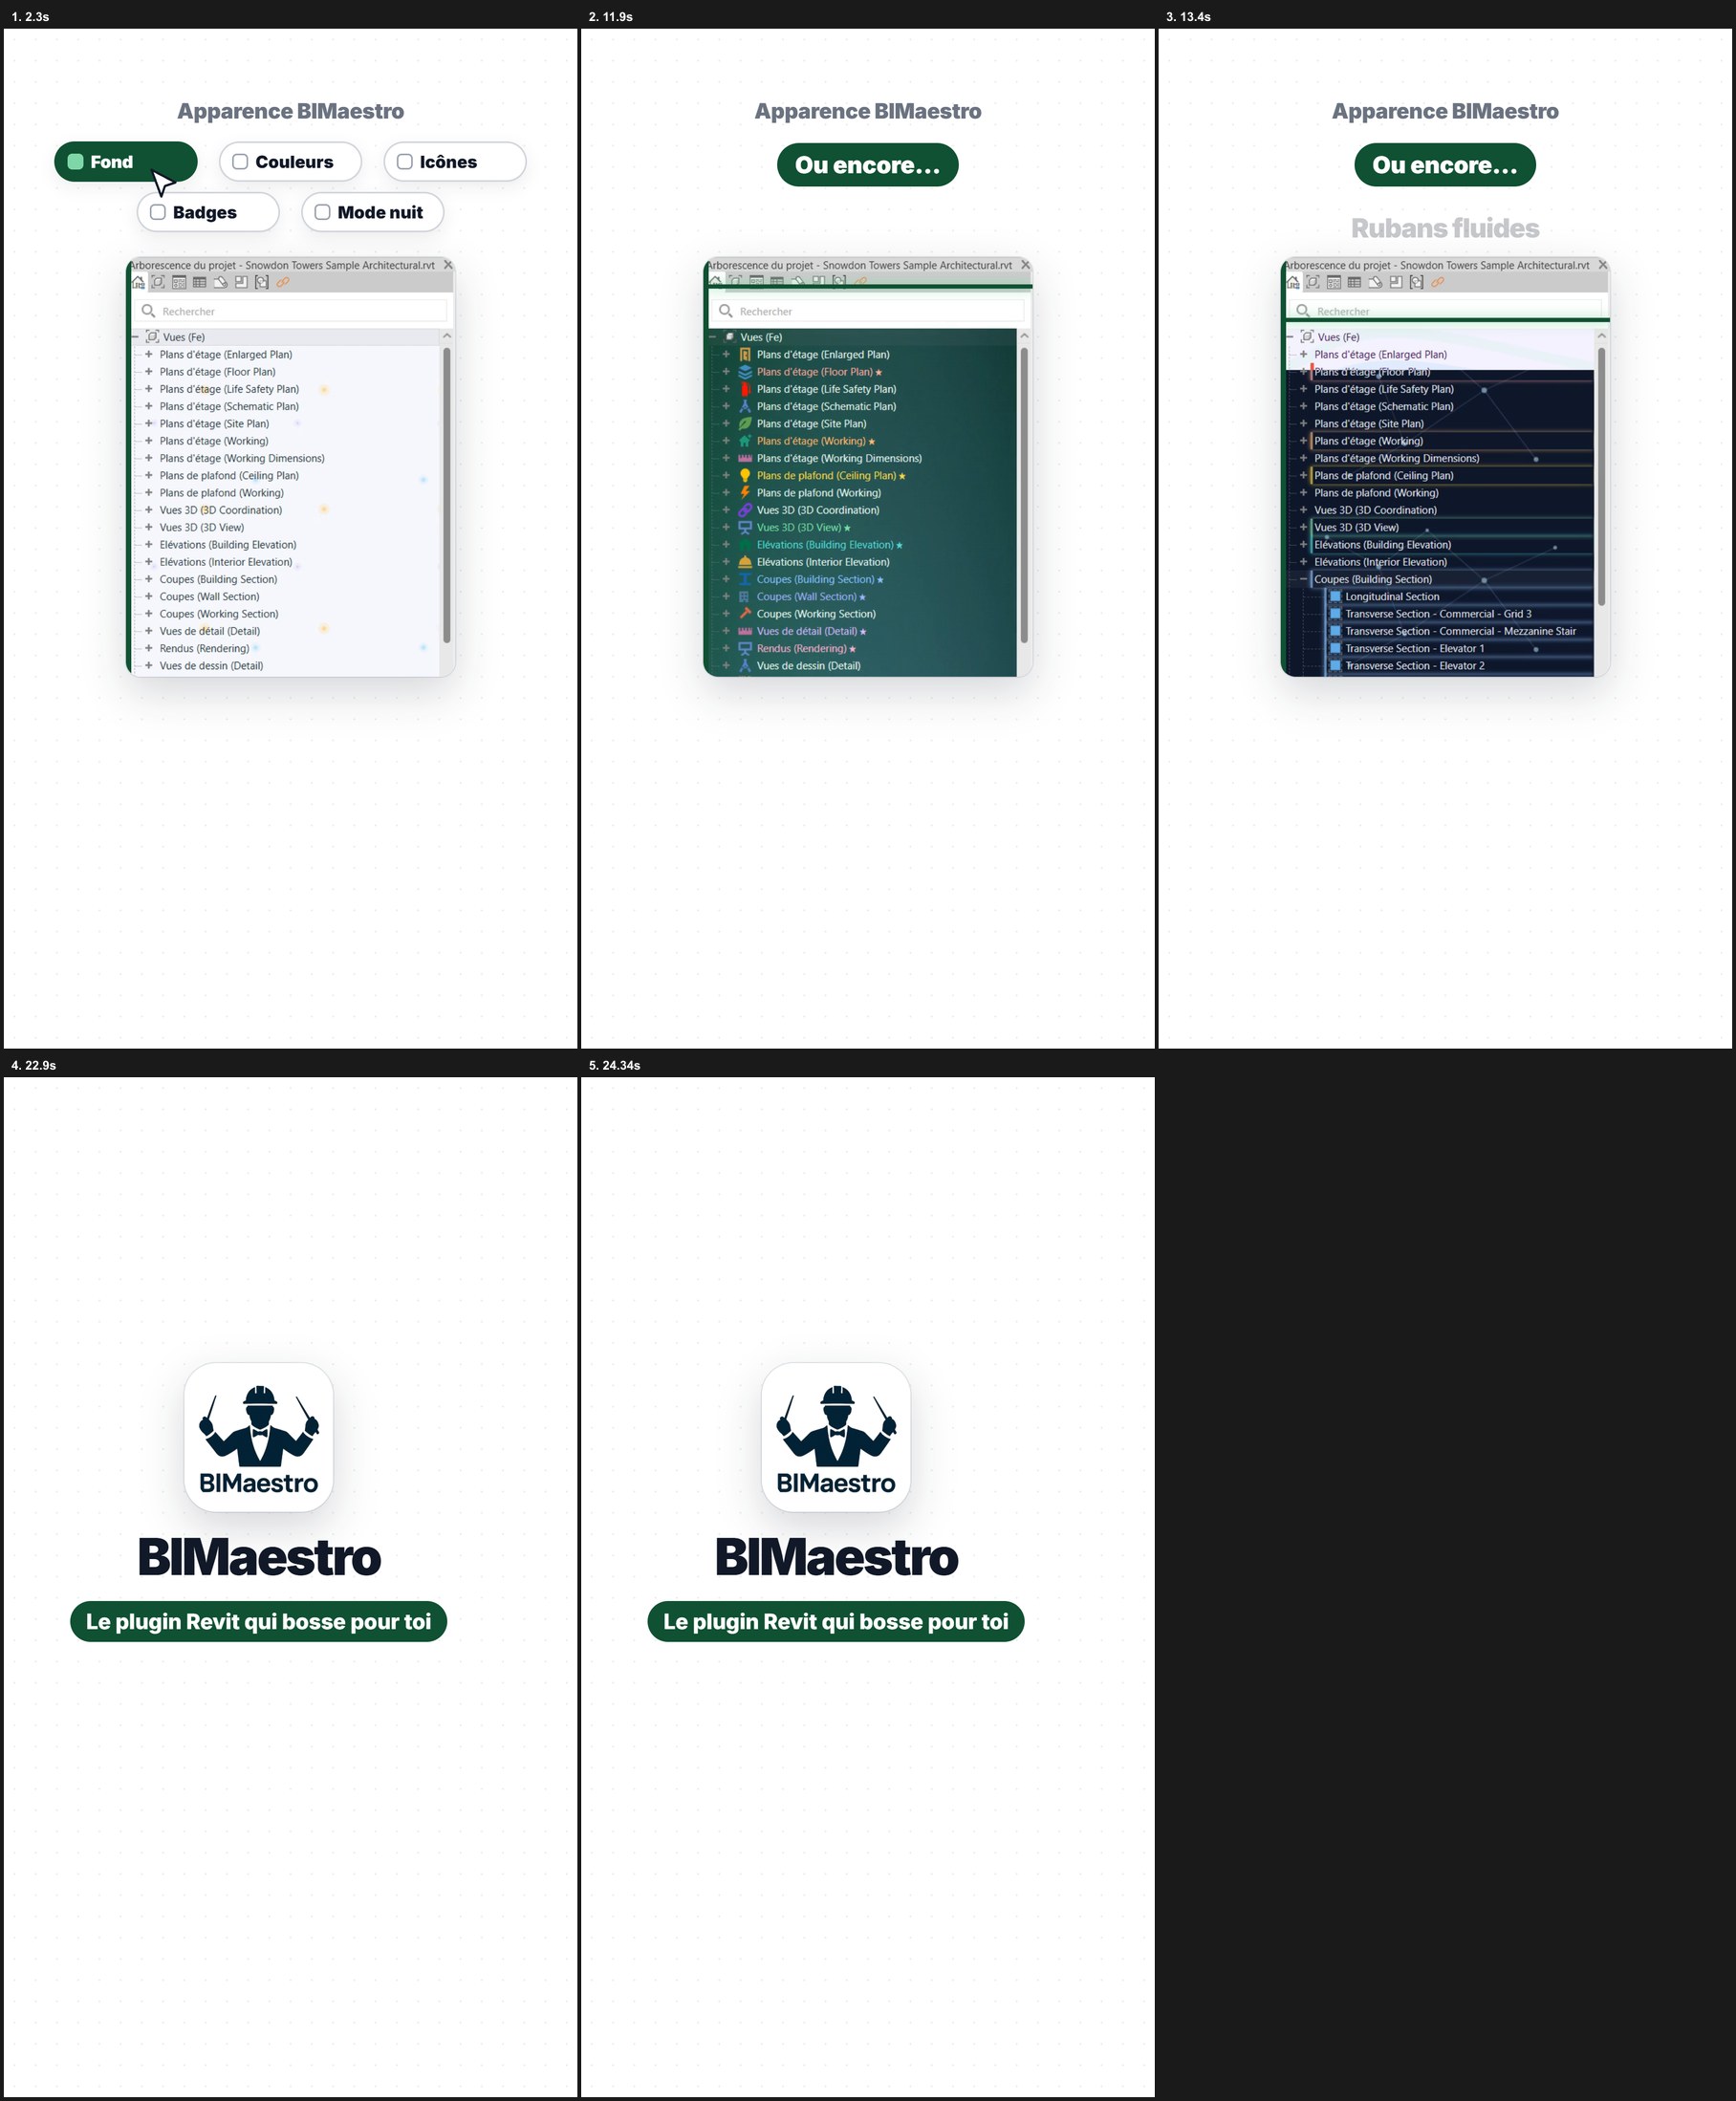 1. 2.3s
Apparence BIMaestro
Fond
Couleurs
Icônes
Badges
Mode nuit
Arborescence du projet - Snowdon Towers Sample Architectural.rvt
Rechercher
Vues (Fe)
Plans d'étage (Enlarged Plan)
Plans d'étage (Floor Plan)
Plans d'étage (Life Safety Plan)
Plans d'étage (Schematic Plan)
Plans d'étage (Site Plan)
Plans d'étage (Working)
Plans d'étage (Working Dimensions)
Plans de plafond (Ceiling Plan)
Plans de plafond (Working)
Vues 3D (3D Coordination)
Vues 3D (3D View)
Elévations (Building Elevation)
Elévations (Interior Elevation)
Coupes (Building Section)
Coupes (Wall Section)
Coupes (Working Section)
Vues de détail (Detail)
Rendus (Rendering)
Vues de dessin (Detail)
2. 11.9s
Apparence BIMaestro
Ou encore...
Arborescence du projet - Snowdon Towers Sample Architectural.rvt
Rechercher
Vues (Fe)
Plans d'étage (Enlarged Plan)
Plans d'étage (Floor Plan) ★
Plans d'étage (Life Safety Plan)
Plans d'étage (Schematic Plan)
Plans d'étage (Site Plan)
Plans d'étage (Working) ★
Plans d'étage (Working Dimensions)
Plans de plafond (Ceiling Plan) ★
Plans de plafond (Working)
Vues 3D (3D Coordination)
Vues 3D (3D View) ★
Elévations (Building Elevation) ★
Elévations (Interior Elevation)
Coupes (Building Section) ★
Coupes (Wall Section) ★
Coupes (Working Section)
Vues de détail (Detail) ★
Rendus (Rendering) ★
Vues de dessin (Detail)
3. 13.4s
Apparence BIMaestro
Ou encore...
Rubans fluides
Arborescence du projet - Snowdon Towers Sample Architectural.rvt
Rechercher
Vues (Fe)
Plans d'étage (Enlarged Plan)
Plans d'étage (Floor Plan)
Plans d'étage (Life Safety Plan)
Plans d'étage (Schematic Plan)
Plans d'étage (Site Plan)
Plans d'étage (Working)
Plans d'étage (Working Dimensions)
Plans de plafond (Ceiling Plan)
Plans de plafond (Working)
Vues 3D (3D Coordination)
Vues 3D (3D View)
Elévations (Building Elevation)
Elévations (Interior Elevation)
Coupes (Building Section)
Longitudinal Section
Transverse Section - Commercial - Grid 3
Transverse Section - Commercial - Mezzanine Stair
Transverse Section - Elevator 1
Transverse Section - Elevator 2
4. 22.9s
BIMaestro
BIMaestro
Le plugin Revit qui bosse pour toi
5. 24.34s
BIMaestro
BIMaestro
Le plugin Revit qui bosse pour toi